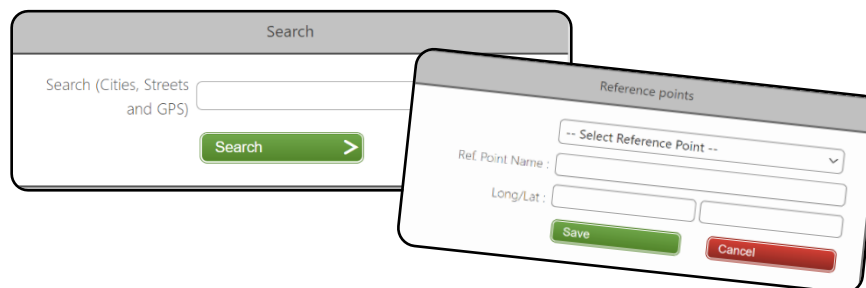 Search
Search (Cities, Streets
and GPS)
Search
Reference points
-- Select Reference Point --
Ref. Point Name :
Long/Lat :
Save
Cancel